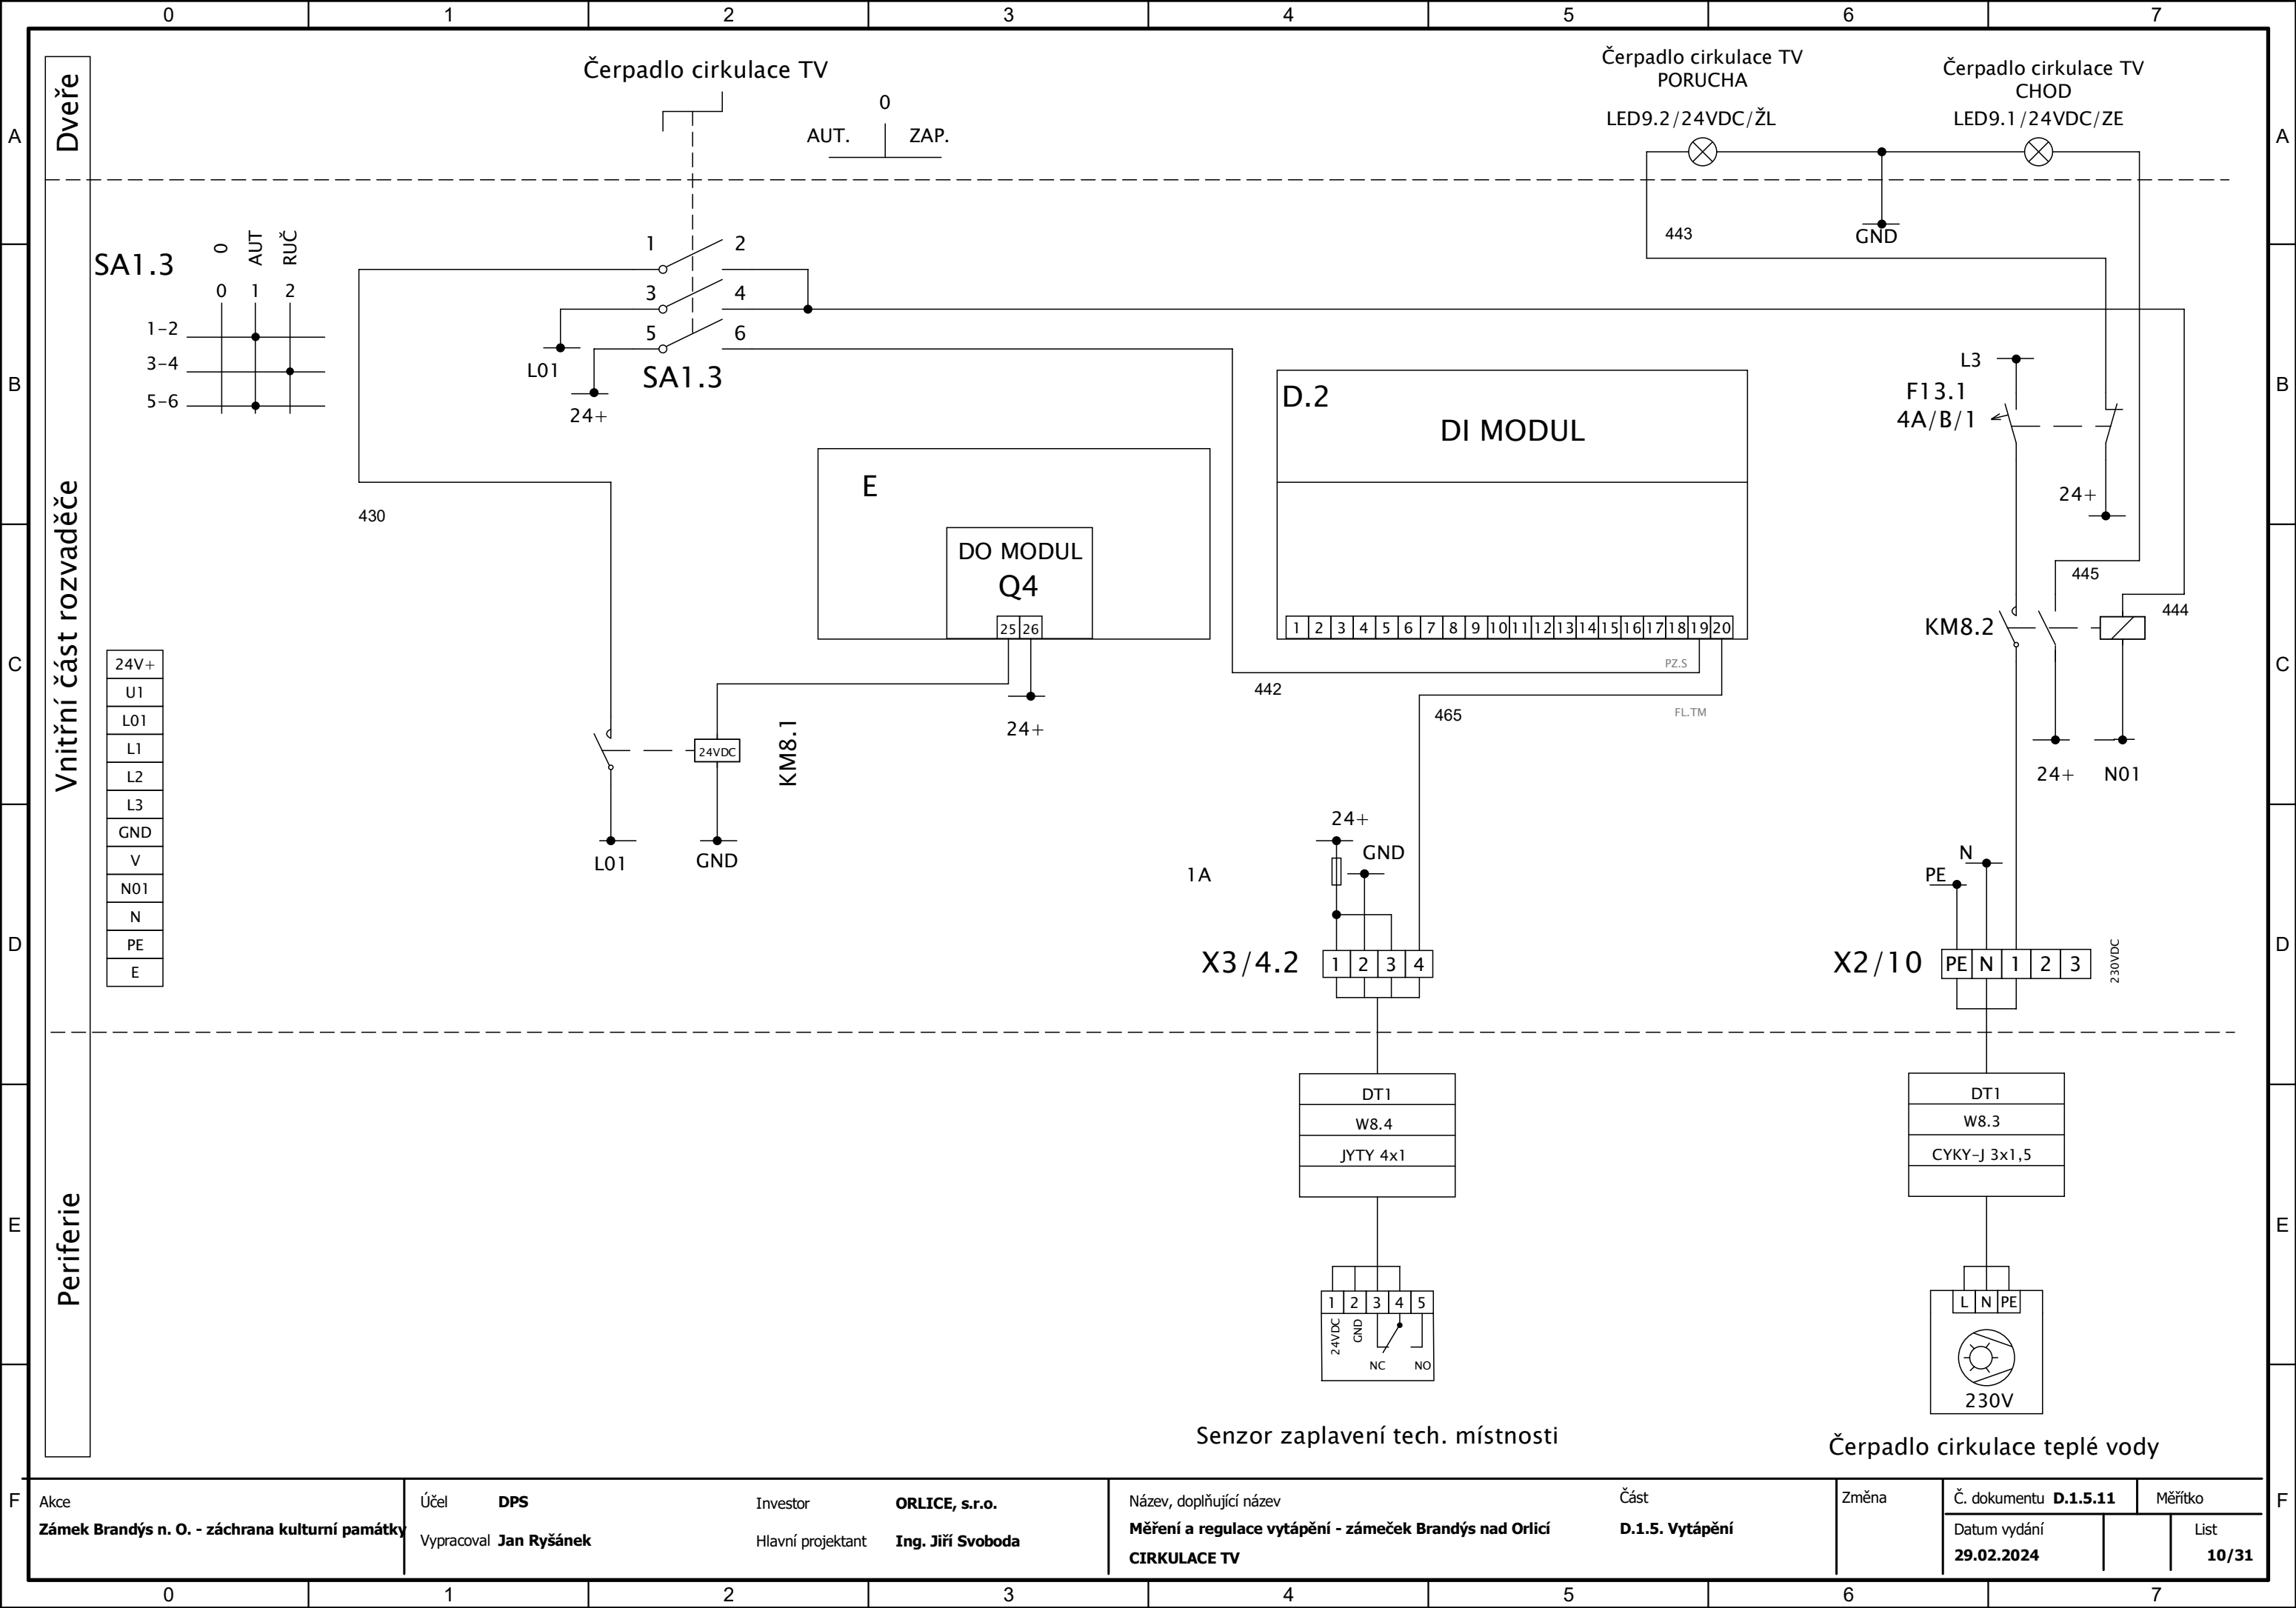 0 1 2 3 4 5 6 7
A
B
C
D
E
F
Dveře
Čerpadlo cirkulace TV
0
AUT. ZAP.
Čerpadlo cirkulace TV
PORUCHA
LED9.2/24VDC/ŽL
Čerpadlo cirkulace TV
CHOD
LED9.1/24VDC/ZE
GND
443
Vnitřní část rozvaděče
SA1.3
0 AUT RUČ
0 1 2
1-2
3-4
5-6
1 2
3 4
5 6
L01
SA1.3
24+
430
E
DO MODUL
Q4
25 26
24+
D.2
DI MODUL
1 2 3 4 5 6 7 8 9 10 11 12 13 14 15 16 17 18 19 20
PZ.S
442
465
FL.TM
L3
F13.1
4A/B/1
24+
445
444
KM8.2
24+ N01
24V+
U1
L01
L1
L2
L3
GND
V
N01
N
PE
E
24VDC
KM8.1
L01
GND
24+
GND
1A
X3/4.2
1 2 3 4
N
PE
X2/10
PE N 1 2 3
230VDC
Periferie
DT1
W8.4
JYTY 4x1
DT1
W8.3
CYKY-J 3x1,5
1 2 3 4 5
24VDC GND
NC NO
L N PE
230V
Senzor zaplavení tech. místnosti
Čerpadlo cirkulace teplé vody
Akce
Zámek Brandýs n. O. - záchrana kulturní památky
Účel DPS
Vypracoval Jan Ryšánek
Investor ORLICE, s.r.o.
Hlavní projektant Ing. Jiří Svoboda
Název, doplňující název
Měření a regulace vytápění - zámeček Brandýs nad Orlicí
CIRKULACE TV
Část
D.1.5. Vytápění
Změna
Č. dokumentu D.1.5.11
Měřítko
Datum vydání
29.02.2024
List
10/31
A
B
C
D
E
F
0 1 2 3 4 5 6 7